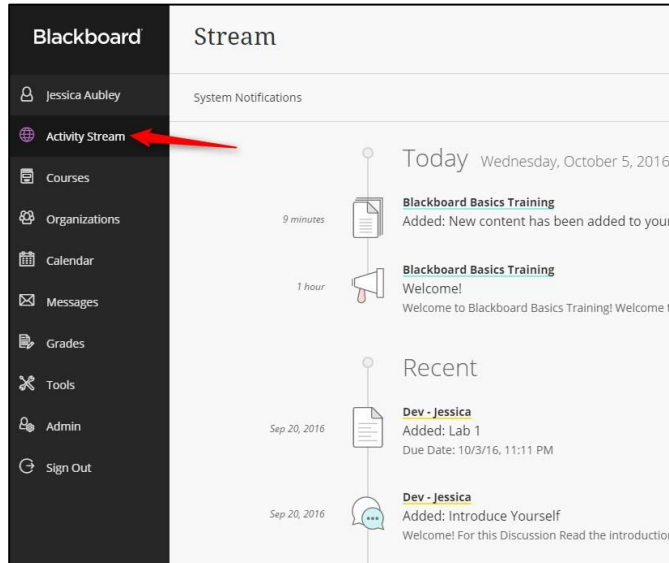 Blackboard
Stream
Jessica Aubley
Activity Stream
Courses
Organizations
Calendar
Messages
Grades
Tools
Admin
Sign Out
System Notifications
Today Wednesday, October 5, 2016
9 minutes
Blackboard Basics Training
Added: New content has been added to your
1 hour
Blackboard Basics Training
Welcome!
Welcome to Blackboard Basics Training! Welcome
Recent
Sep 20, 2016
Dev - Jessica
Added: Lab 1
Due Date: 10/3/16, 11:11 PM
Sep 20, 2016
Dev - Jessica
Added: Introduce Yourself
Welcome! For this Discussion Read the introduction